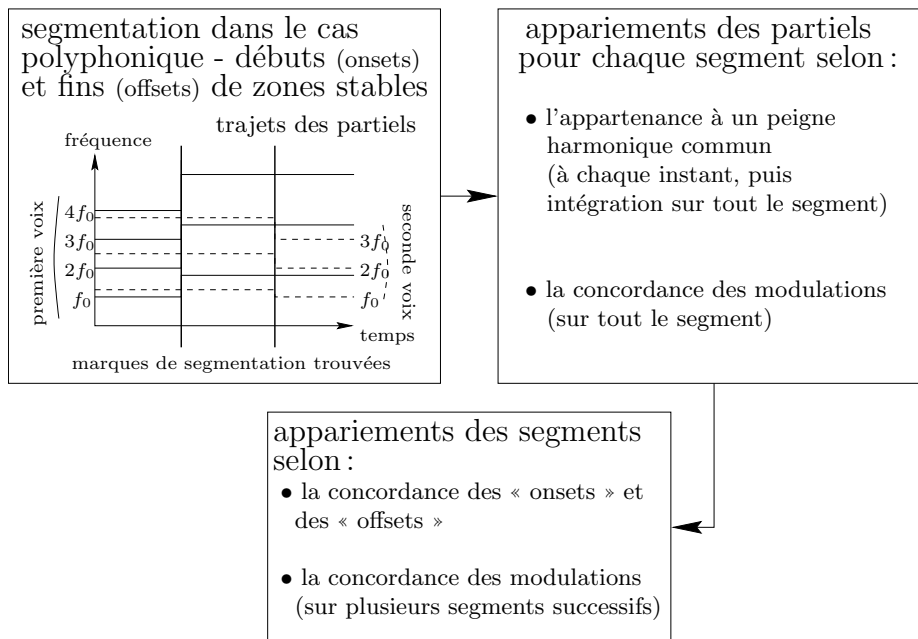 segmentation dans le cas
polyphonique - débuts (onsets)
et fins (offsets) de zones stables
trajets des partiels
fréquence
première voix
4f₀
3f₀
2f₀
f₀
3f₀
2f₀
f₀
seconde voix
temps
marques de segmentation trouvées
appariements des partiels
pour chaque segment selon :
• l'appartenance à un peigne
harmonique commun
(à chaque instant, puis
intégration sur tout le segment)
• la concordance des modulations
(sur tout le segment)
appariements des segments
selon :
• la concordance des « onsets » et
des « offsets »
• la concordance des modulations
(sur plusieurs segments successifs)